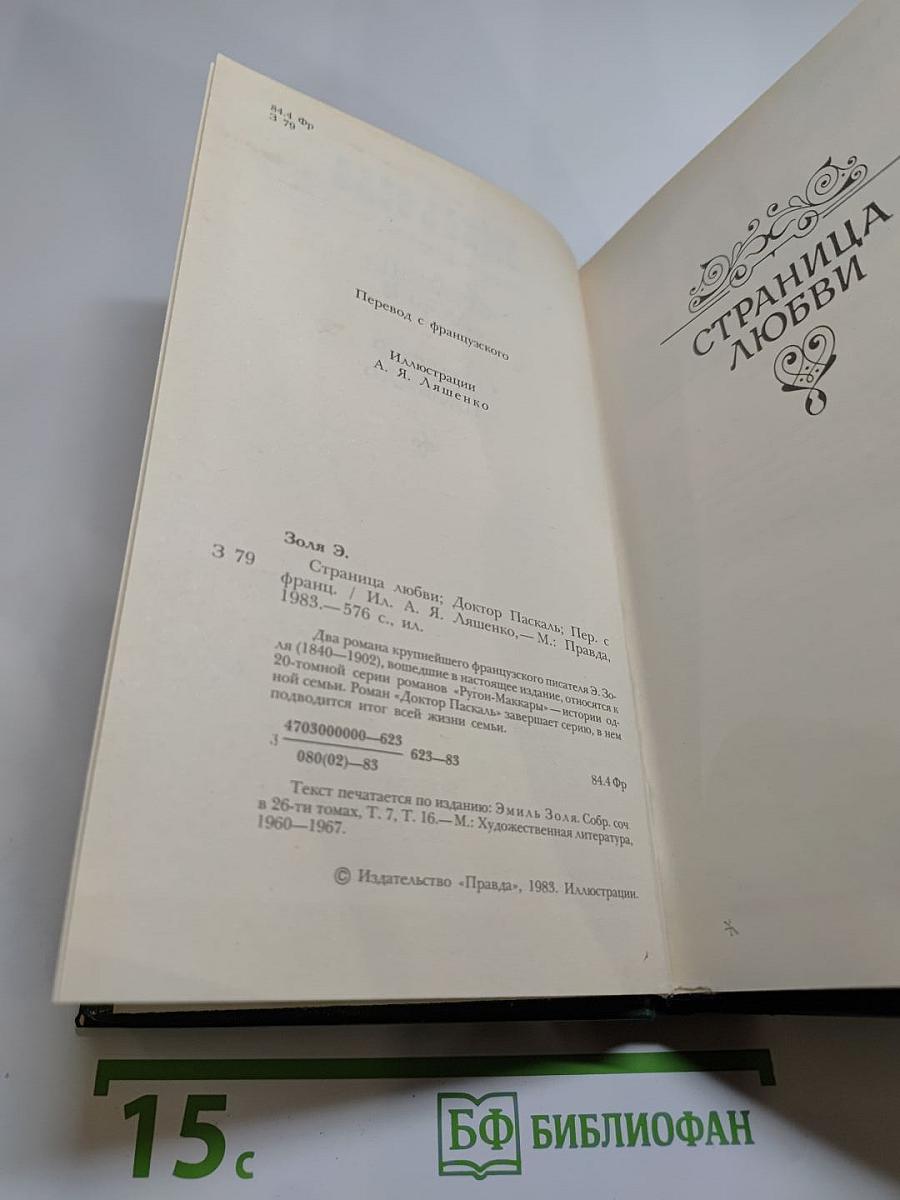 84.4 Фр
З 79
Перевод с французского
Иллюстрации
А. Я. Ляшенко
Золя Э.
З 79
Страница любви; Доктор Паскаль; Пер. с
франц. / Ил. А. Я. Ляшенко,— М.: Правда,
1983.—576 с., ил.
Два романа крупнейшего французского писателя Э. Зо-
ля (1840—1902), вошедшие в настоящее издание, относятся к
20-томной серии романов «Ругон-Маккары»— истории од-
ной семьи. Роман «Доктор Паскаль» завершает серию, в нем
подводится итог всей жизни семьи.
4703000000—623
З
623—83
080(02)—83
84.4 Фр
Текст печатается по изданию: Эмиль Золя. Собр. соч
в 26-ти томах, Т. 7, Т. 16.— М.: Художественная литература,
1960—1967.
© Издательство «Правда», 1983. Иллюстрации.
СТРАНИЦА
ЛЮБВИ
15 с
БФ БИБЛИОФАН